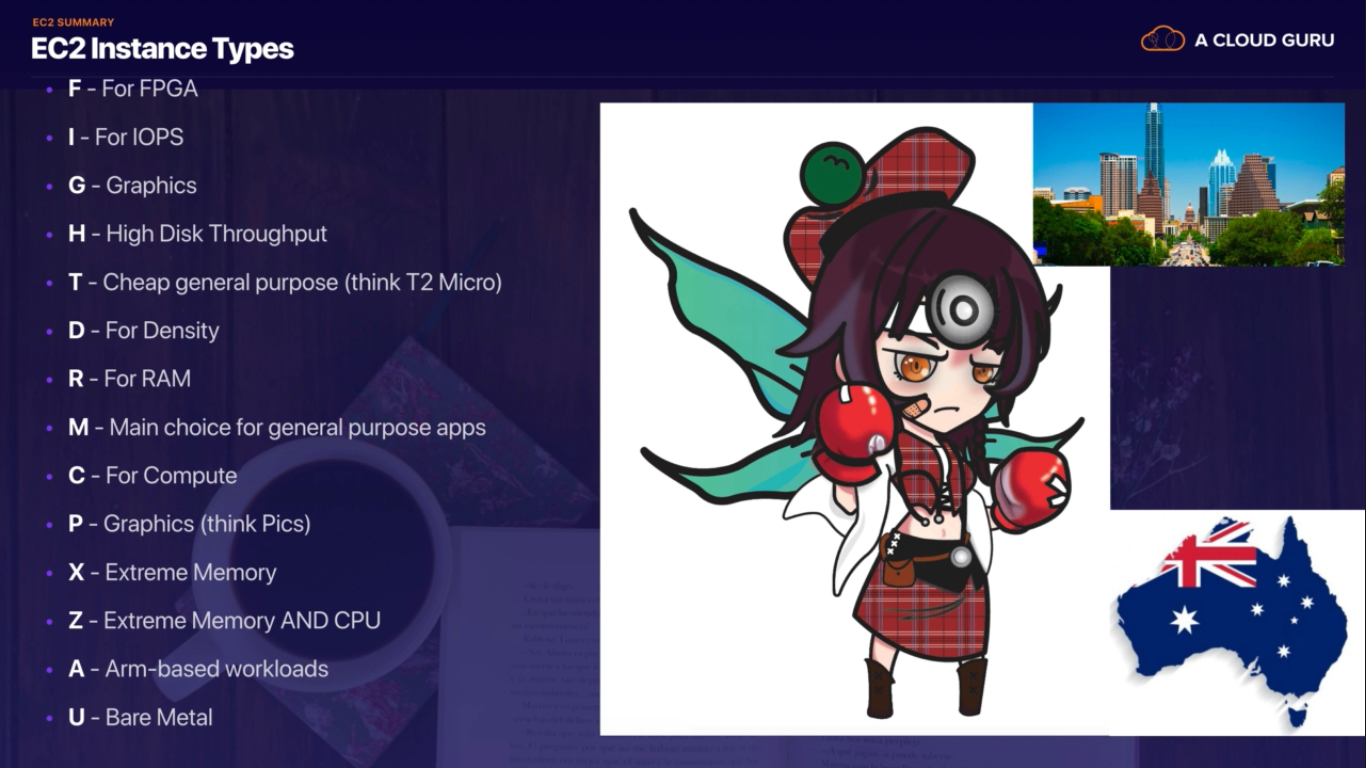 EC2 SUMMARY
EC2 Instance Types
A CLOUD GURU
• F - For FPGA
• I - For IOPS
• G - Graphics
• H - High Disk Throughput
• T - Cheap general purpose (think T2 Micro)
• D - For Density
• R - For RAM
• M - Main choice for general purpose apps
• C - For Compute
• P - Graphics (think Pics)
• X - Extreme Memory
• Z - Extreme Memory AND CPU
• A - Arm-based workloads
• U - Bare Metal